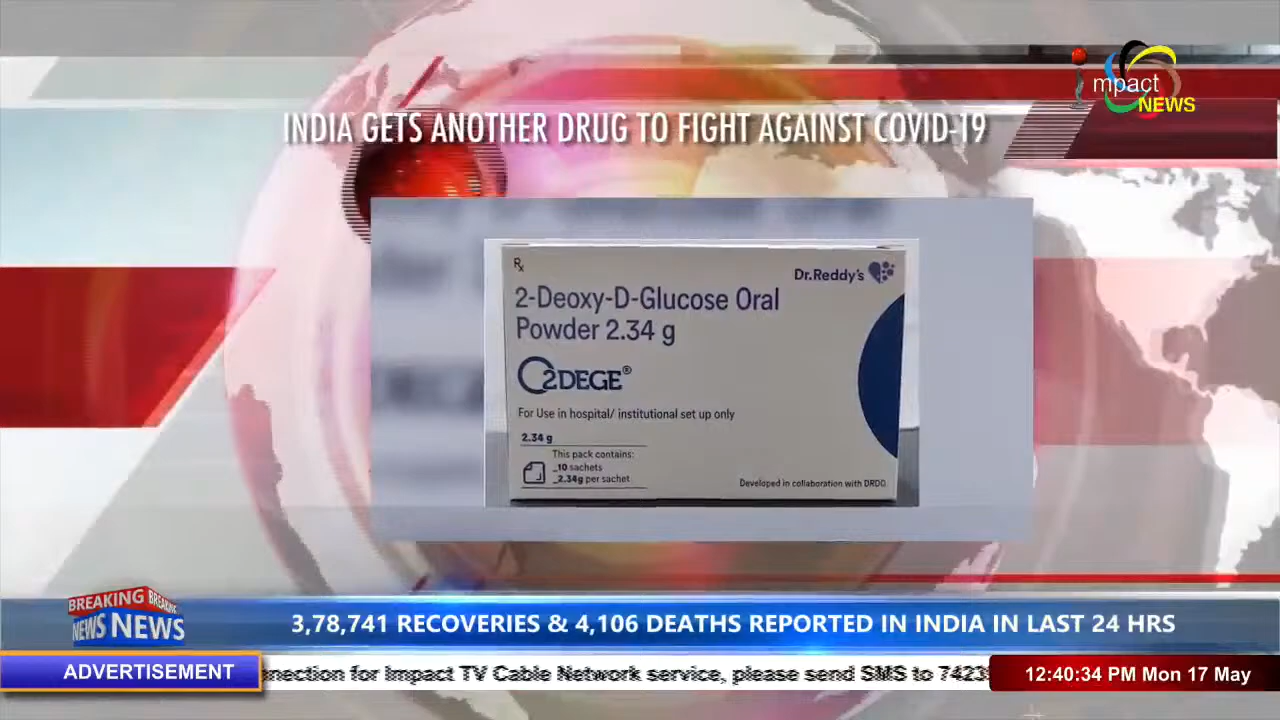 mpact
NEWS
INDIA GETS ANOTHER DRUG TO FIGHT AGAINST COVID-19
Rx
Dr.Reddy's
2-Deoxy-D-Glucose Oral
Powder 2.34 g
2DEGE®
For Use in hospital/ institutional set up only
2.34 g
This pack contains:
10 sachets
2.34g per sachet
Developed in collaboration with DRDO
BREAKING BREAKING
NEWS NEWS
3,78,741 RECOVERIES & 4,106 DEATHS REPORTED IN INDIA IN LAST 24 HRS
ADVERTISEMENT
for Impact TV Cable Network service, please send SMS to 7423
12:40:34 PM Mon 17 May